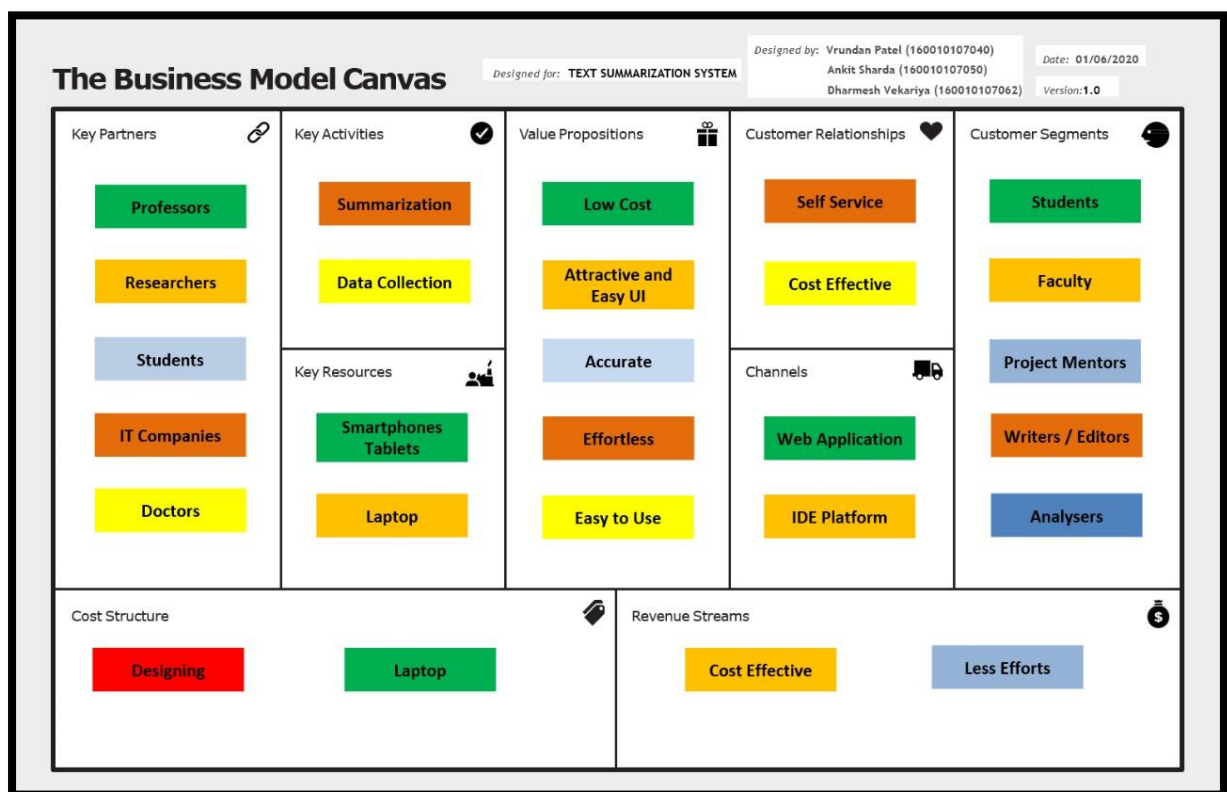 The Business Model Canvas
Designed for: TEXT SUMMARIZATION SYSTEM
Designed by: Vrundan Patel (160010107040)
Ankit Sharda (160010107050)
Dharmesh Vekariya (160010107062)
Date: 01/06/2020
Version:1.0
Key Partners
Professors
Researchers
Students
IT Companies
Doctors
Key Activities
Summarization
Data Collection
Key Resources
Smartphones
Tablets
Laptop
Value Propositions
Low Cost
Attractive and
Easy UI
Accurate
Effortless
Easy to Use
Customer Relationships
Self Service
Cost Effective
Channels
Web Application
IDE Platform
Customer Segments
Students
Faculty
Project Mentors
Writers / Editors
Analysers
Cost Structure
Designing
Laptop
Revenue Streams
Cost Effective
Less Efforts
$